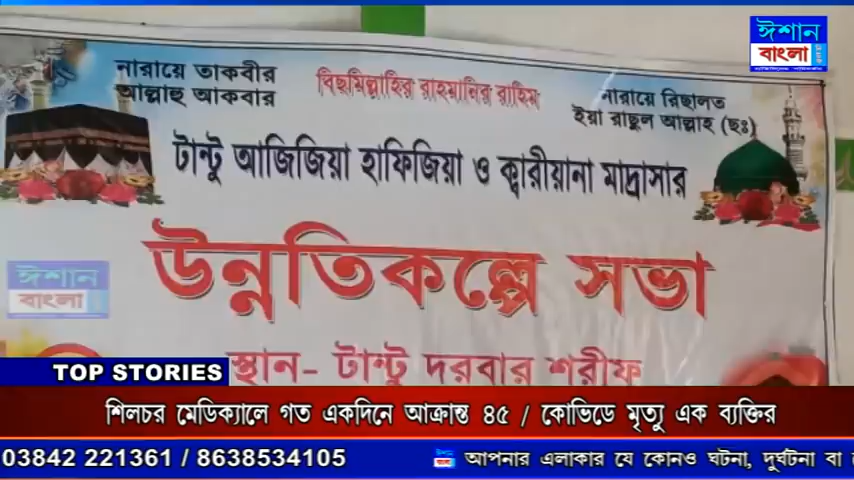 ঈশান
বাংলা
নারায়ে তাকবীর
আল্লাহু আকবার
বিছমিল্লাহির রাহমানির রাহিম
নারায়ে রিছালত
ইয়া রাছুল আল্লাহ (ছঃ)
টান্টু আজিজিয়া হাফিজিয়া ও ক্বারীয়ানা মাদ্রাসার
উন্নতিকল্পে সভা
ঈশান
বাংলা
স্থান- টান্টু দরবার শরীফ
TOP STORIES
শিলচর মেডিক্যালে গত একদিনে আক্রান্ত ৪৫ / কোভিডে মৃত্যু এক ব্যক্তির
03842 221361 / 8638534105 আপনার এলাকার যে কোনও ঘটনা, দুর্ঘটনা বা